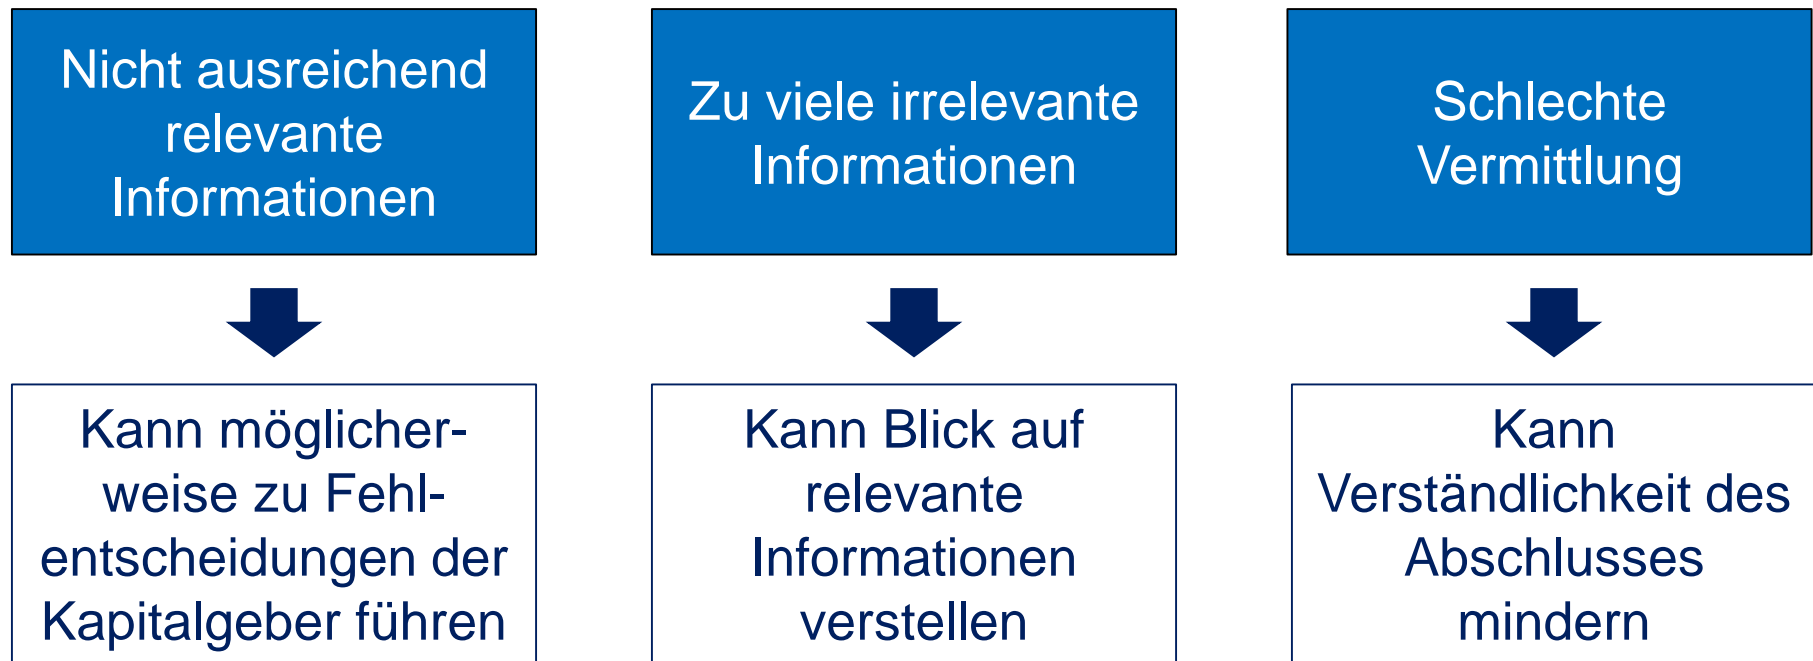 Nicht ausreichend
relevante
Informationen
Zu viele irrelevante
Informationen
Schlechte
Vermittlung
Kann möglicher-
weise zu Fehl-
entscheidungen der
Kapitalgeber führen
Kann Blick auf
relevante
Informationen
verstellen
Kann
Verständlichkeit des
Abschlusses
mindern